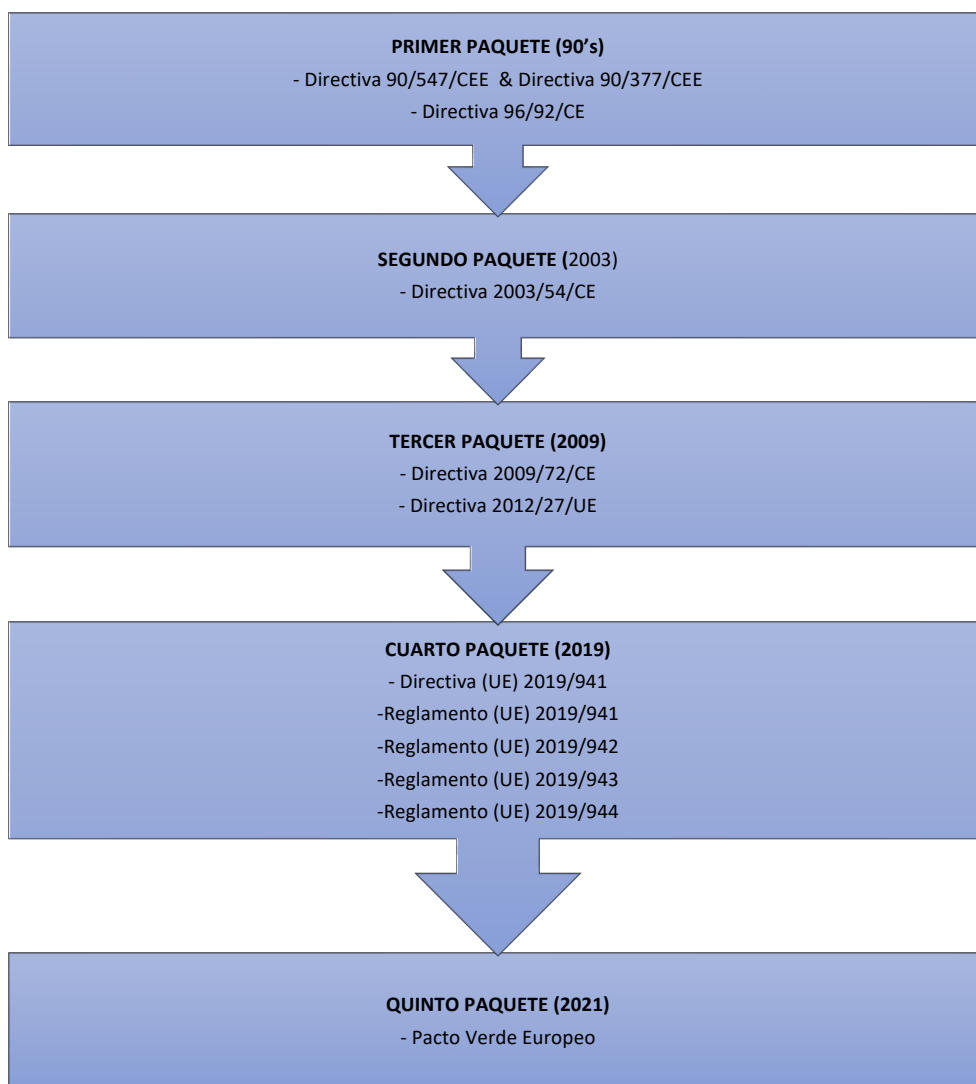 PRIMER PAQUETE (90’s)
- Directiva 90/547/CEE & Directiva 90/377/CEE
- Directiva 96/92/CE
SEGUNDO PAQUETE (2003)
- Directiva 2003/54/CE
TERCER PAQUETE (2009)
- Directiva 2009/72/CE
- Directiva 2012/27/UE
CUARTO PAQUETE (2019)
- Directiva (UE) 2019/941
-Reglamento (UE) 2019/941
-Reglamento (UE) 2019/942
-Reglamento (UE) 2019/943
-Reglamento (UE) 2019/944
QUINTO PAQUETE (2021)
- Pacto Verde Europeo